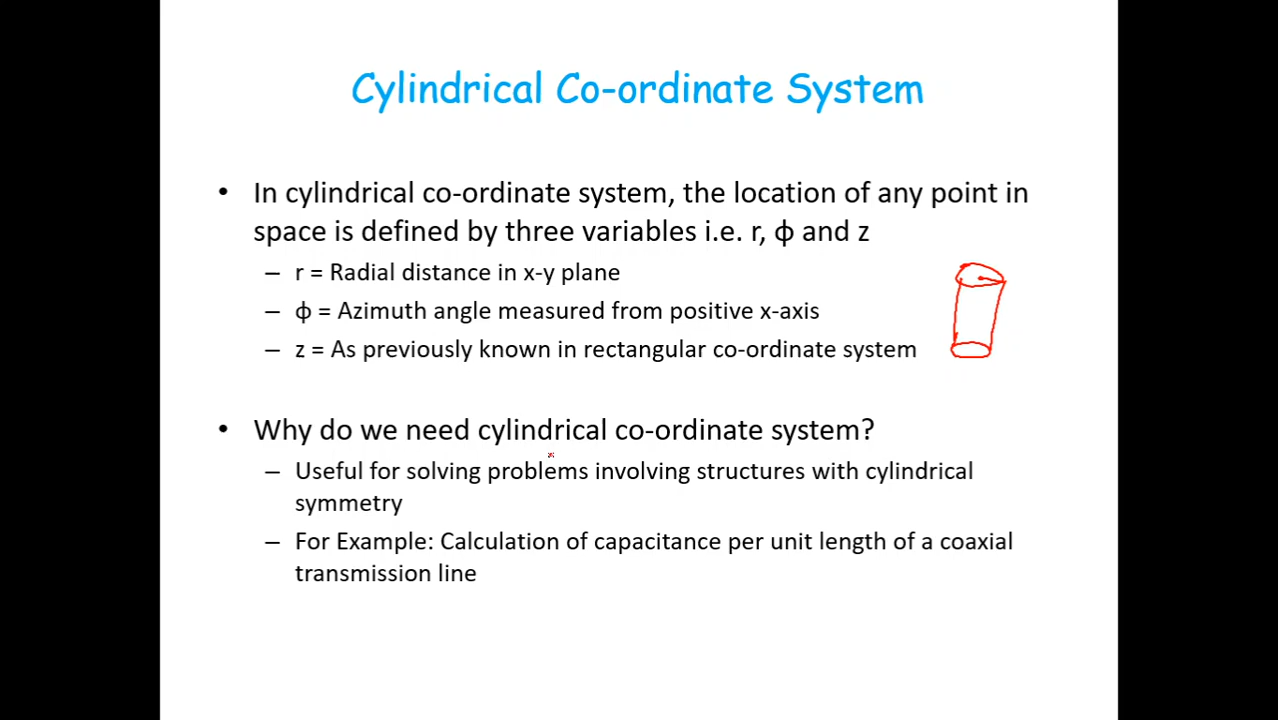 Cylindrical Co-ordinate System
• In cylindrical co-ordinate system, the location of any point in
space is defined by three variables i.e. r, ϕ and z
– r = Radial distance in x-y plane
– ϕ = Azimuth angle measured from positive x-axis
– z = As previously known in rectangular co-ordinate system
• Why do we need cylindrical co-ordinate system?
– Useful for solving problems involving structures with cylindrical
symmetry
– For Example: Calculation of capacitance per unit length of a coaxial
transmission line